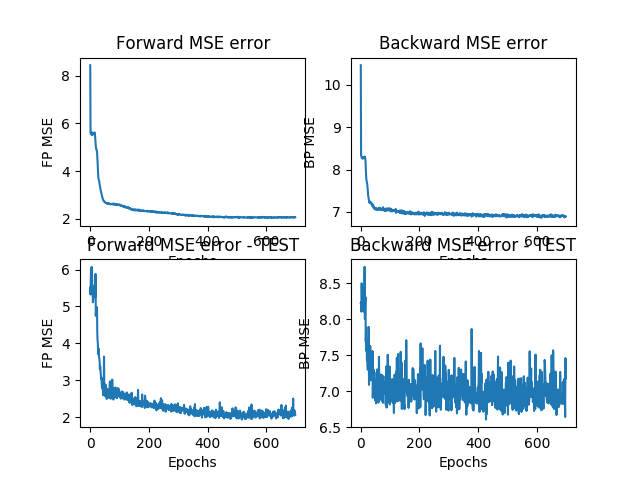 Forward MSE error
Backward MSE error
8
6
4
2
FP MSE
0 200 400 600
Epochs
10
9
8
7
BP MSE
0 200 400 600
Epochs
Forward MSE error - TEST
Backward MSE error - TEST
6
5
4
3
2
FP MSE
0 200 400 600
Epochs
8.5
8.0
7.5
7.0
6.5
BP MSE
0 200 400 600
Epochs